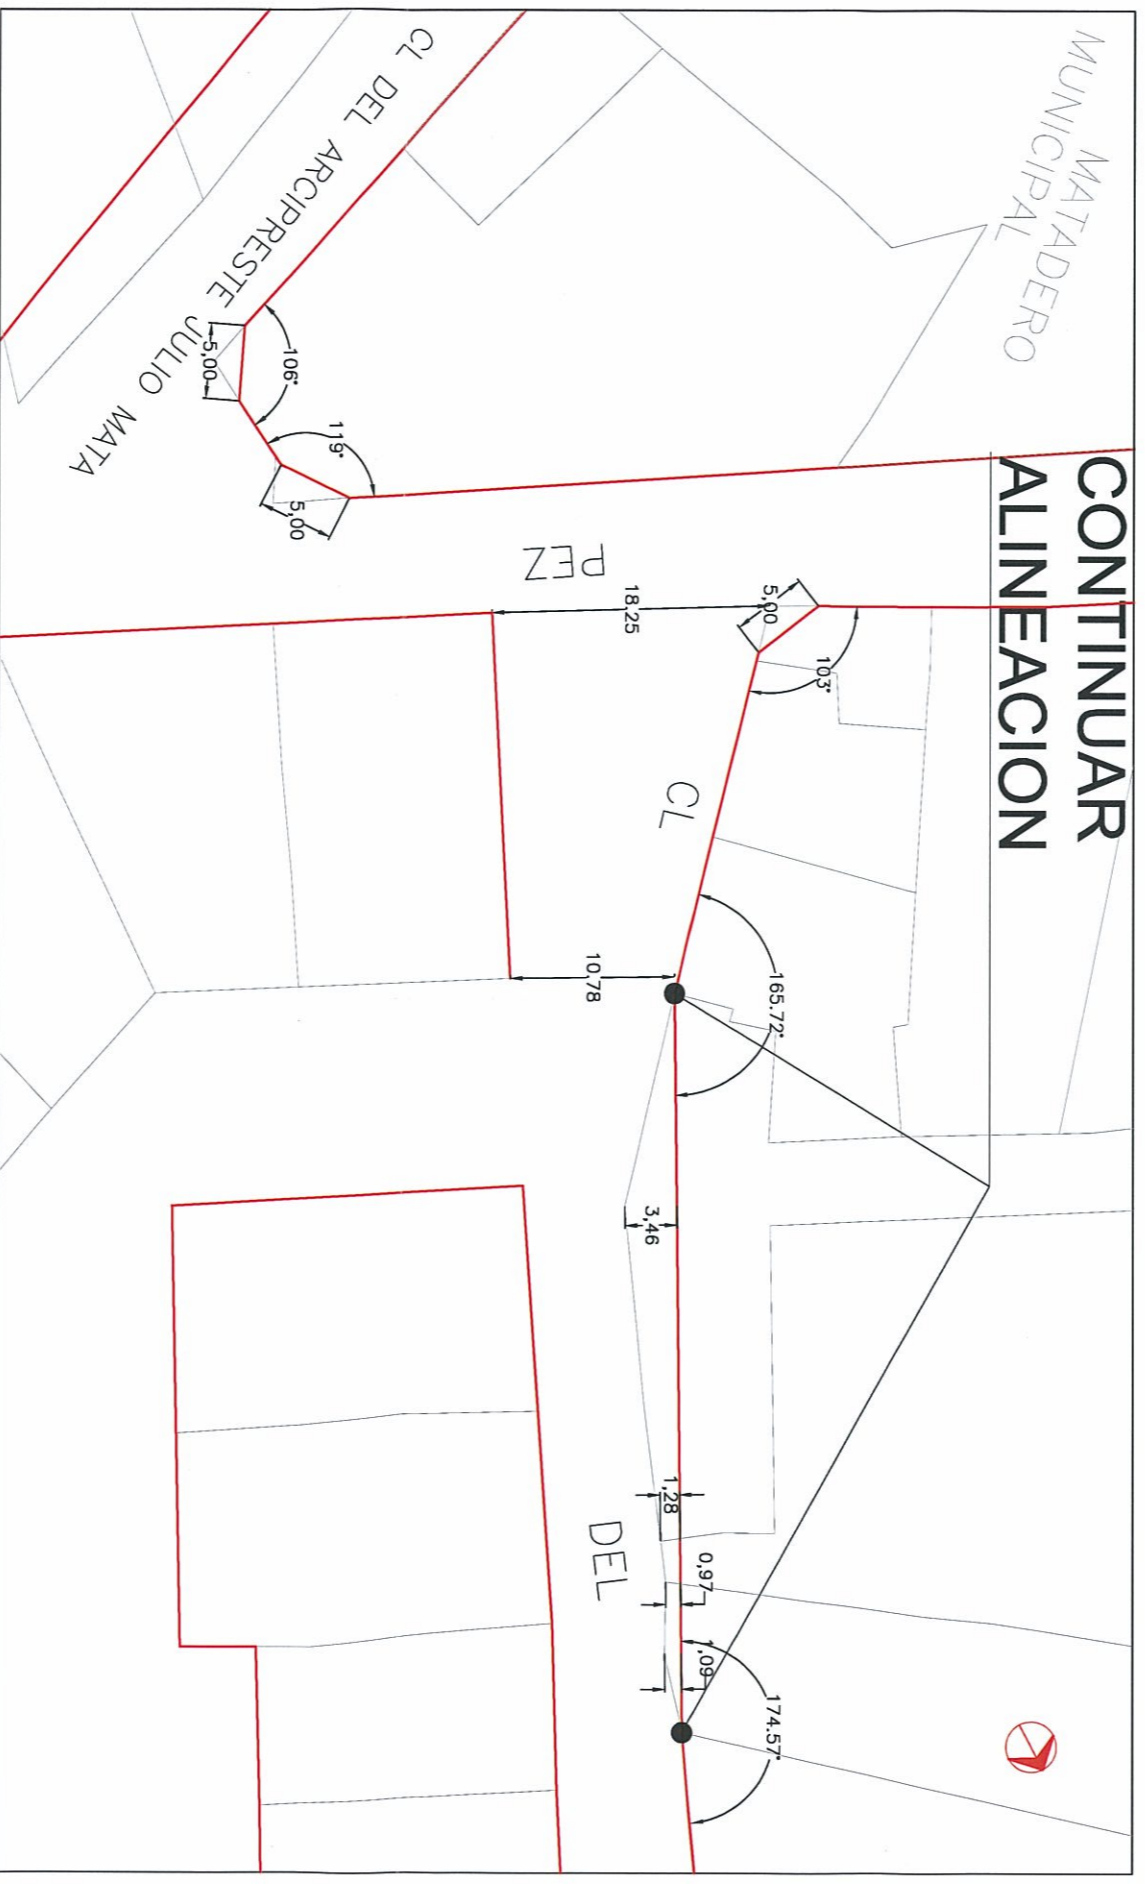 CONTINUAR
ALINEACION
MATADERO
MUNICIPAL
CL DEL ARCIPRESTE JULIO MATA
5,00
106°
119°
5,00
PEZ
18,25
5,00
103°
CL
165.72°
10,78
3,46
1,28
DEL
0,97
1,09
174.57°